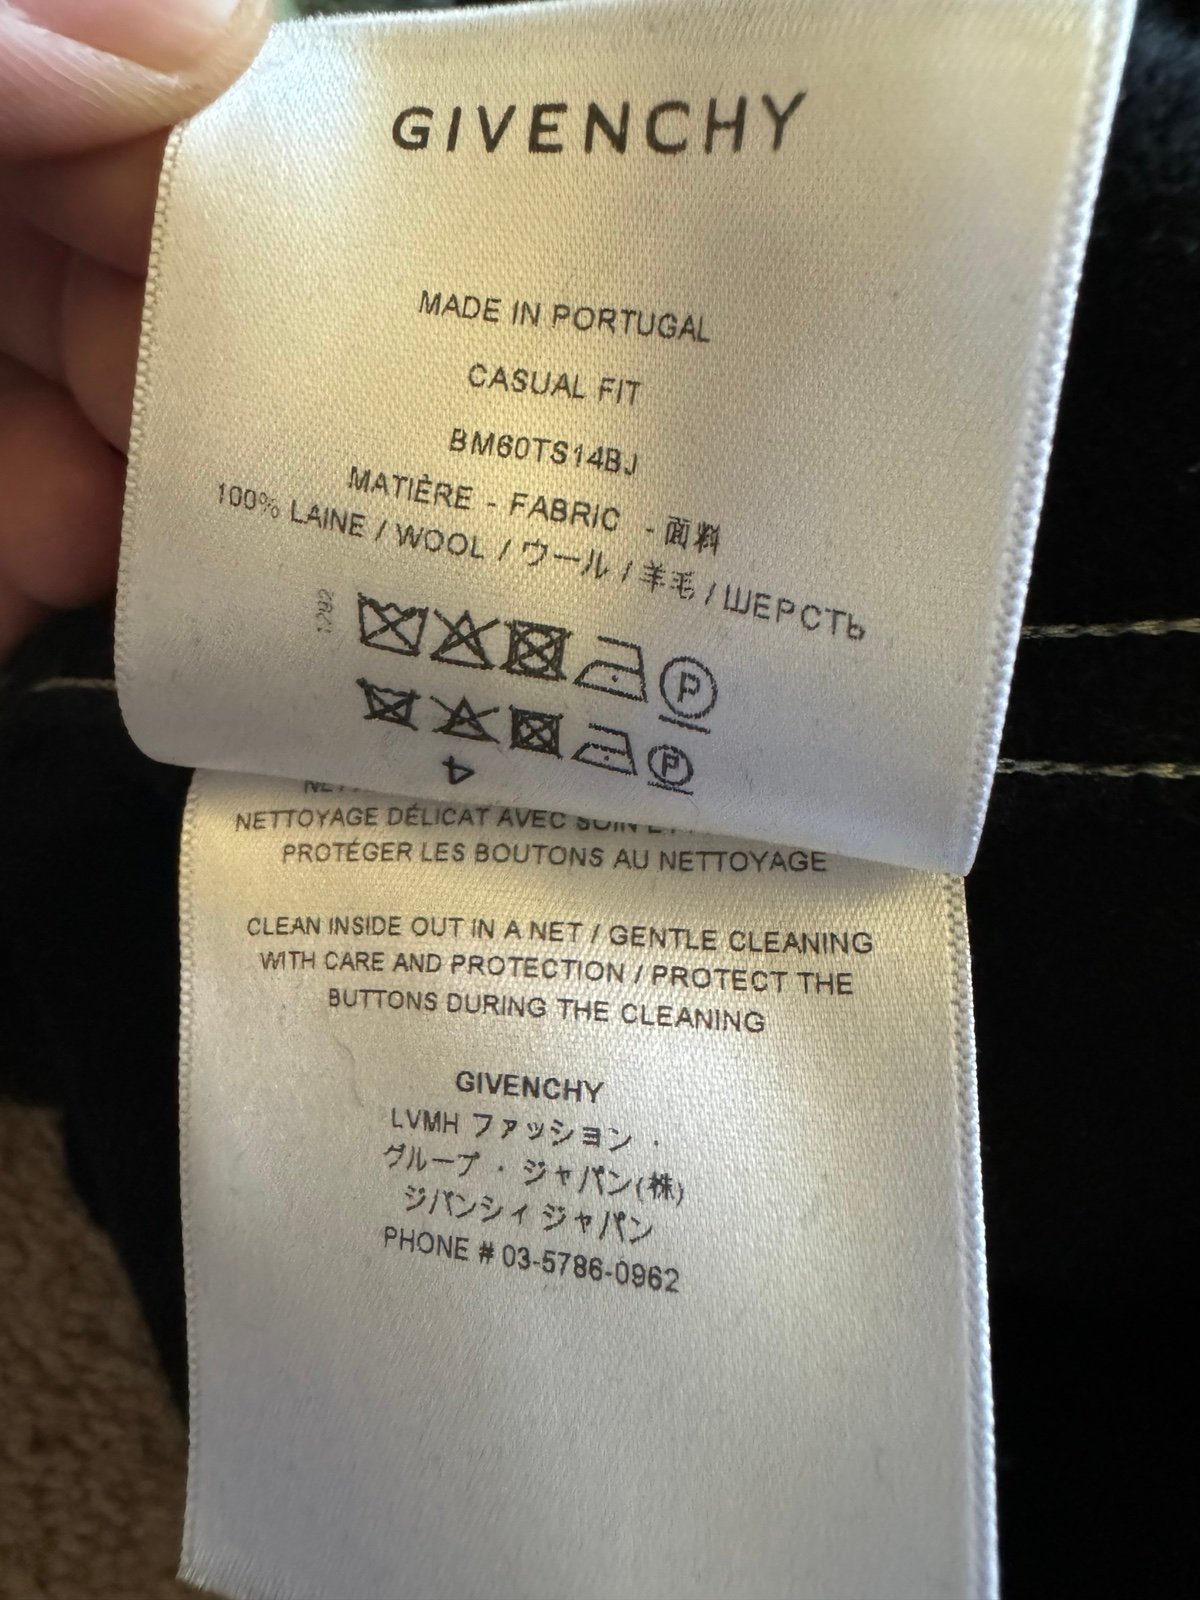 GIVENCHY
MADE IN PORTUGAL
CASUAL FIT
BM60TS14BJ
MATIÈRE - FABRIC - 面料
100% LAINE / WOOL / ウール / 羊毛 / ШЕРСТЬ
1292
P
P
4
NETTOYAGE DÉLICAT AVEC SOIN
PROTÉGER LES BOUTONS AU NETTOYAGE
CLEAN INSIDE OUT IN A NET / GENTLE CLEANING
WITH CARE AND PROTECTION / PROTECT THE
BUTTONS DURING THE CLEANING
GIVENCHY
LVMH ファッション ・
グループ ・ ジャパン(株)
ジバンシィ ジャパン
PHONE # 03-5786-0962